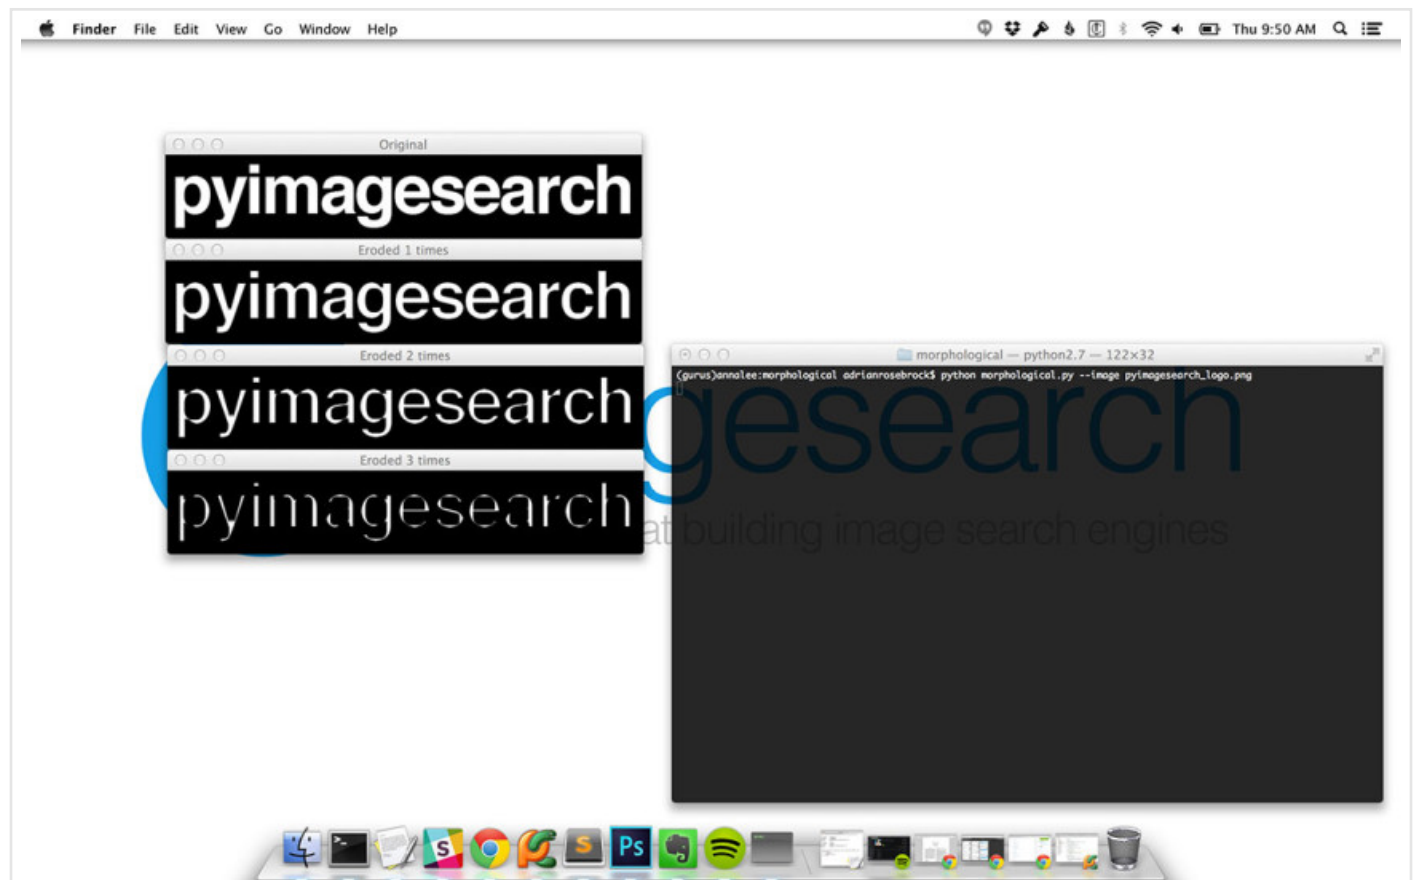 Finder File Edit View Go Window Help Thu 9:50 AM
Original
pyimagesearch
Eroded 1 times
pyimagesearch
Eroded 2 times
pyimagesearch
Eroded 3 times
pyimagesearch
morphological — python2.7 — 122×32
(gurus)annalee:morphological adrianrosebrock$ python morphological.py --image pyimagesearch_logo.png
gesearch
at building image search engines
S
S
Ps